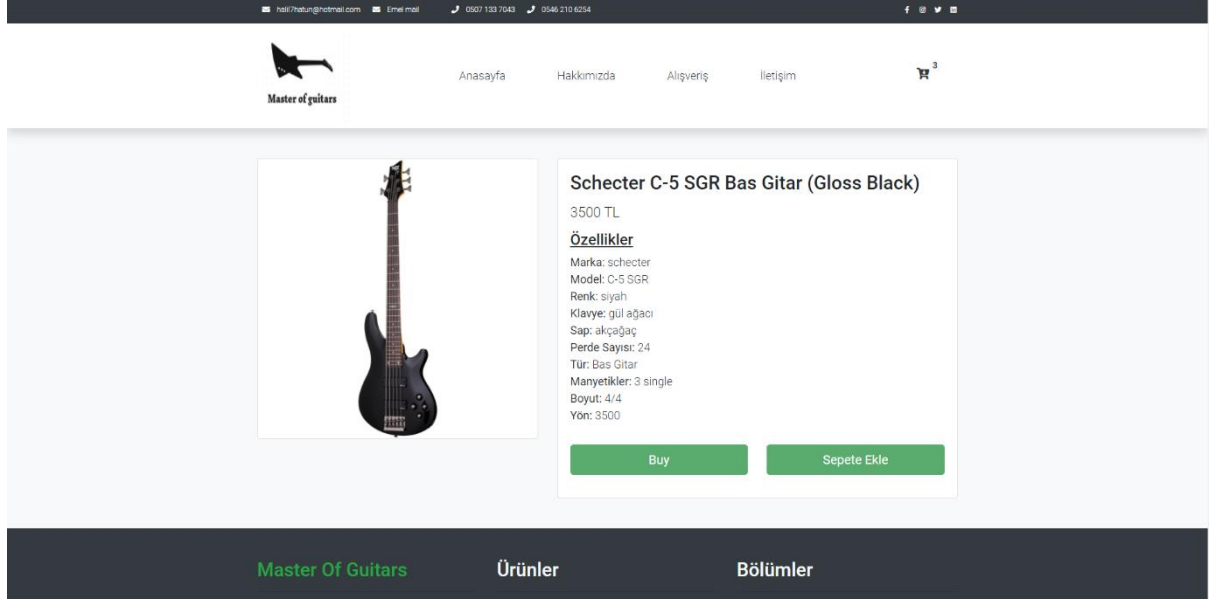 halil7hatun@hotmail.com Emel mail 0507 133 7043 0546 210 6254
Master of guitars
Anasayfa Hakkımızda Alışveriş İletişim 3
Schecter C-5 SGR Bas Gitar (Gloss Black)
3500 TL
Özellikler
Marka: schecter
Model: C-5 SGR
Renk: siyah
Klavye: gül ağacı
Sap: akçağaç
Perde Sayısı: 24
Tür: Bas Gitar
Manyetikler: 3 single
Boyut: 4/4
Yön: 3500
Buy Sepete Ekle
Master Of Guitars Ürünler Bölümler